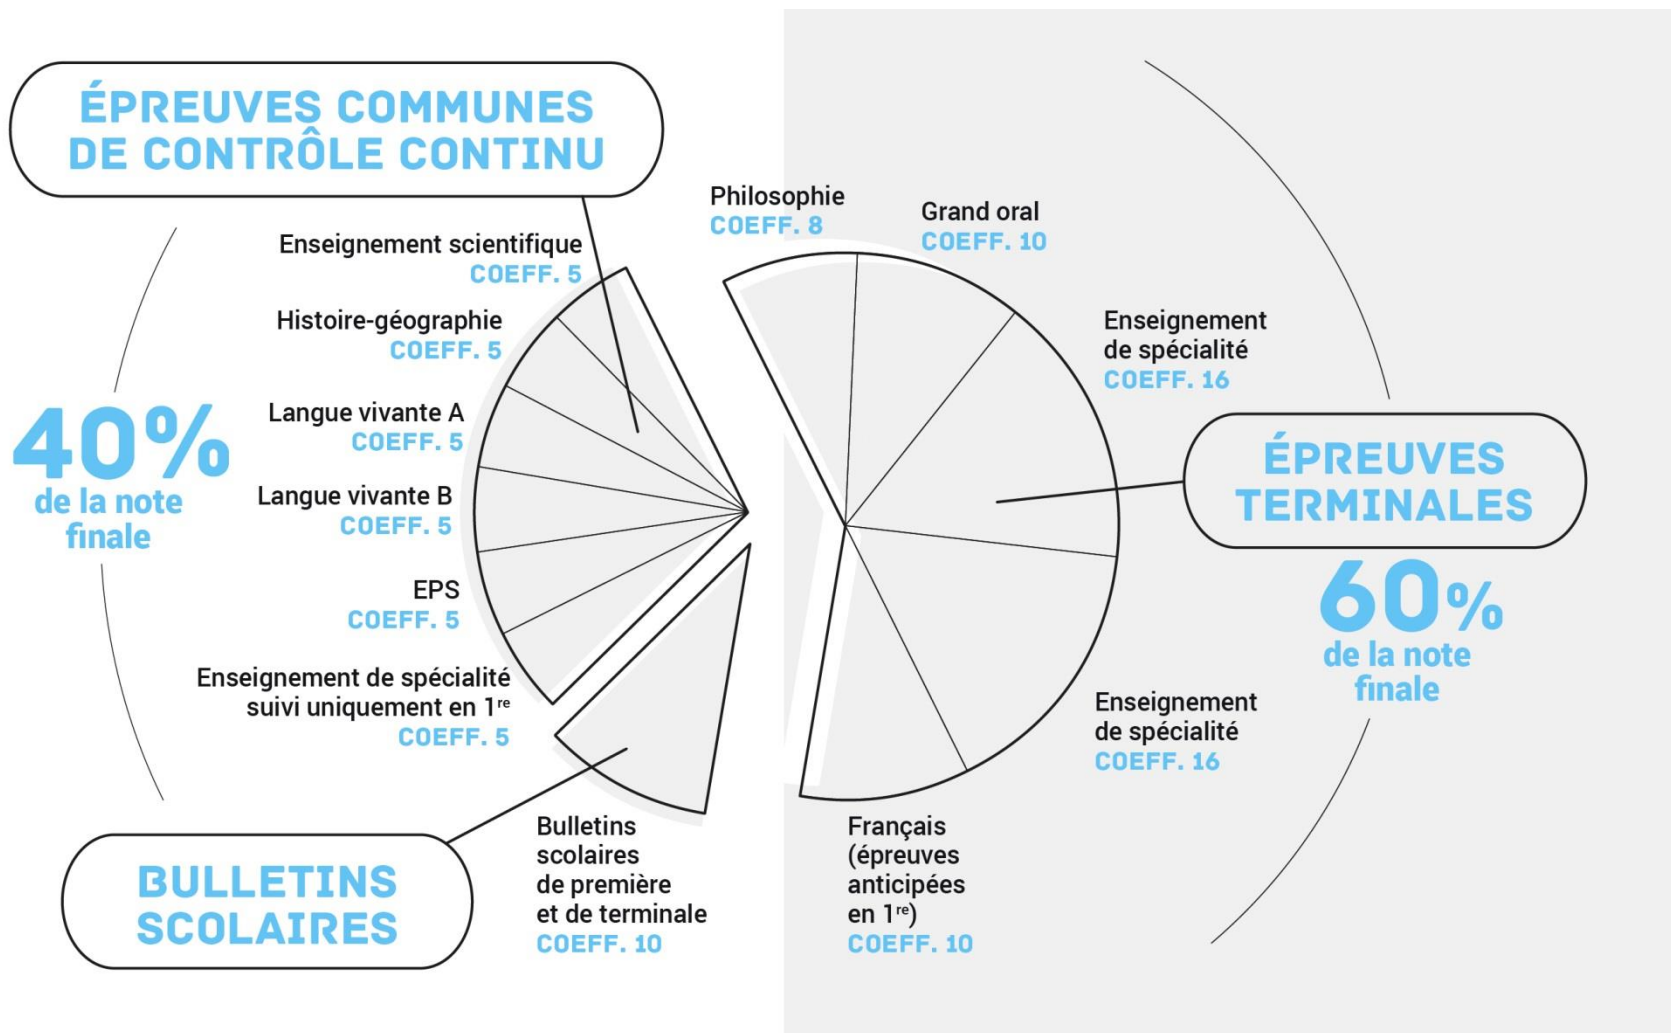 ÉPREUVES COMMUNES
DE CONTRÔLE CONTINU
Enseignement scientifique
COEFF. 5
Histoire-géographie
COEFF. 5
Langue vivante A
COEFF. 5
Langue vivante B
COEFF. 5
EPS
COEFF. 5
Enseignement de spécialité
suivi uniquement en 1re
COEFF. 5
40%
de la note
finale
BULLETINS
SCOLAIRES
Bulletins
scolaires
de première
et de terminale
COEFF. 10
Philosophie
COEFF. 8
Grand oral
COEFF. 10
Enseignement
de spécialité
COEFF. 16
ÉPREUVES
TERMINALES
60%
de la note
finale
Enseignement
de spécialité
COEFF. 16
Français
(épreuves
anticipées
en 1re)
COEFF. 10